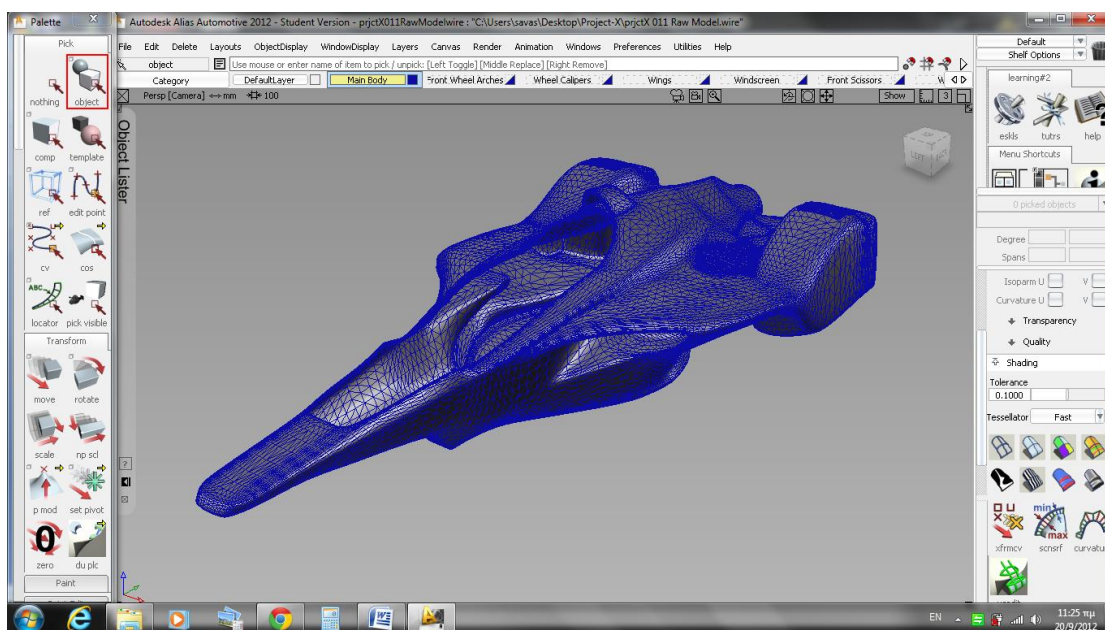 Palette
Autodesk Alias Automotive 2012 - Student Version - prjctX011RawModelwire : "C:\Users\savas\Desktop\Project-X\prjctX 011 Raw Model.wire"
Pick
File Edit Delete Layouts ObjectDisplay WindowDisplay Layers Canvas Render Animation Windows Preferences Utilities Help
Default
Shelf Options
object
Use mouse or enter name of item to pick / unpick: [Left Toggle] [Middle Replace] [Right Remove]
Category DefaultLayer Main Body Front Wheel Arches Wheel Calipers Wings Windscreen Front Scissors W
Persp [Camera] mm 100
Show 3
nothing object
comp template
ref edit point
cv cos
ABC
locator pick visible
Transform
move rotate
scale np scl
p mod set pivot
0
zero du plc
Paint
Object Lister
?
LEFT
learning#2
eskls tutrs help
Menu Shortcuts
0 picked objects
Degree
Spans
Isoparm U V
Curvature U V
Transparency
Quality
Shading
Tolerance
0.1000
Tessellator Fast
min
max
xfrmcv scnsrf curvatu
EN
11:25 πμ
20/9/2012